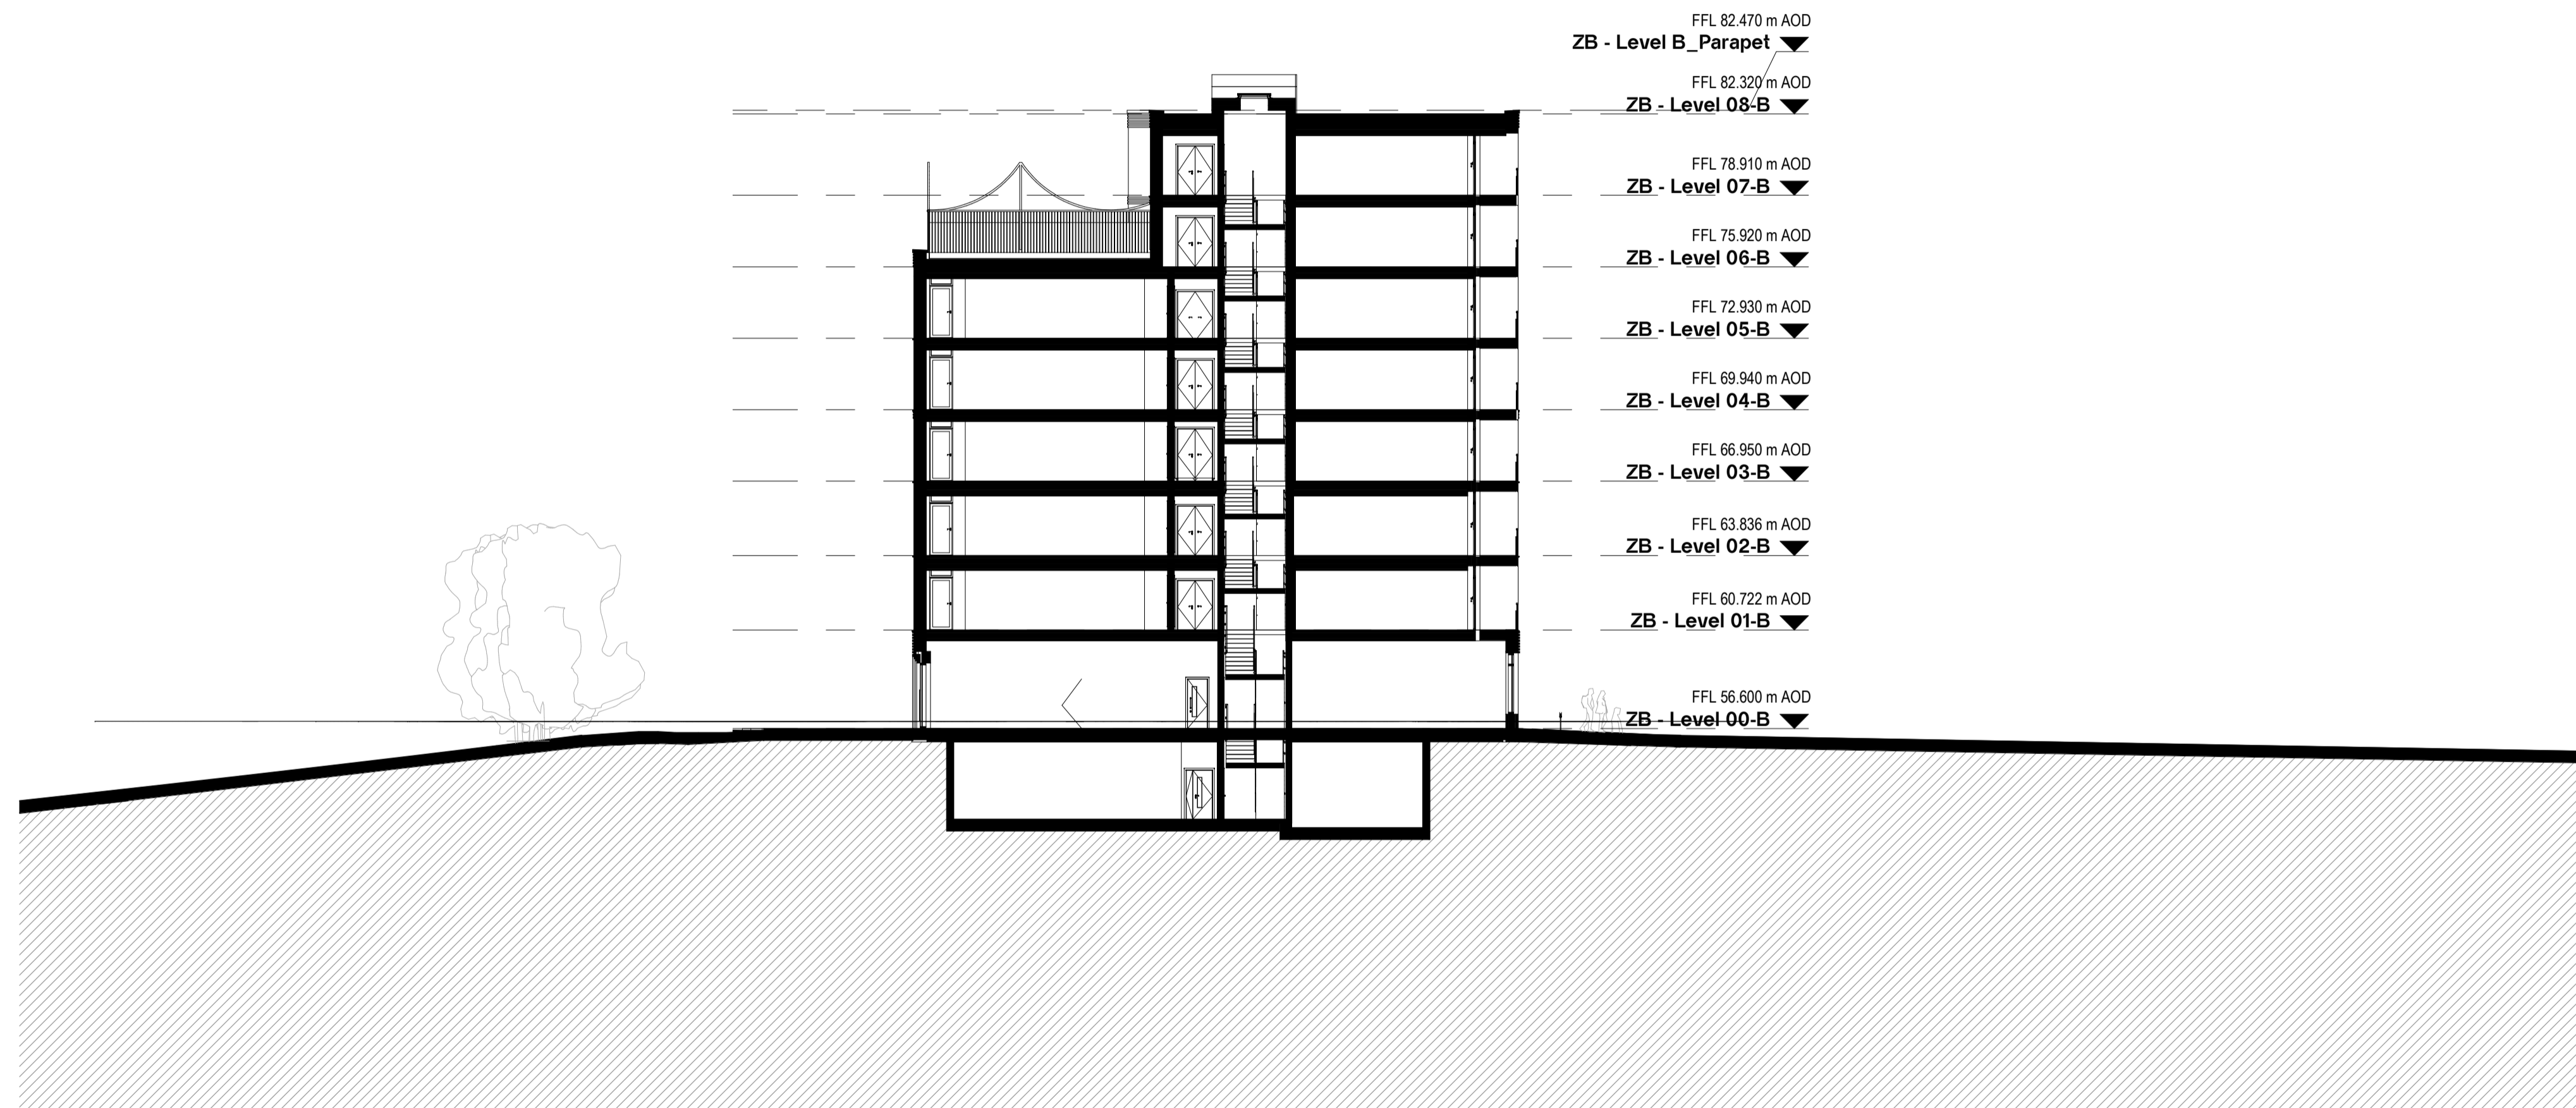 FFL 82.470 m AOD
ZB - Level B_Parapet
FFL 82.320 m AOD
ZB - Level 08-B
FFL 78.910 m AOD
ZB - Level 07-B
FFL 75.920 m AOD
ZB - Level 06-B
FFL 72.930 m AOD
ZB - Level 05-B
FFL 69.940 m AOD
ZB - Level 04-B
FFL 66.950 m AOD
ZB - Level 03-B
FFL 63.836 m AOD
ZB - Level 02-B
FFL 60.722 m AOD
ZB - Level 01-B
FFL 56.600 m AOD
ZB - Level 00-B